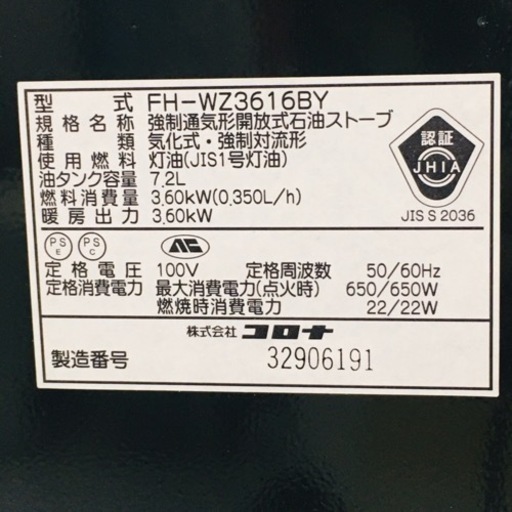 型式 FH-WZ3616BY
規格名称 強制通気形開放式石油ストーブ
種類 気化式・強制対流形
使用燃料 灯油(JIS1号灯油)
油タンク容量 7.2L
燃料消費量 3.60kW(0.350L/h)
暖房出力 3.60kW
認証
JHIA
JIS S 2036
PS E
PS C
定格電圧 100V 定格周波数 50/60Hz
定格消費電力 最大消費電力(点火時) 650/650W
燃焼時消費電力 22/22W
株式会社 コロナ
製造番号 32906191